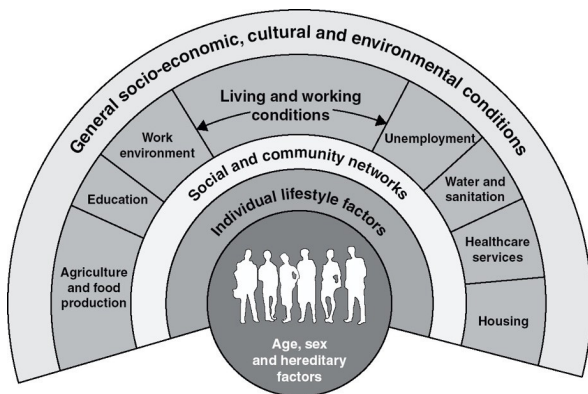 General socio-economic, cultural and environmental conditions
Living and working
conditions
Work
environment
Unemployment
Education
Water and
sanitation
Agriculture
and food
production
Healthcare
services
Housing
Social and community networks
Individual lifestyle factors
Age, sex
and hereditary
factors